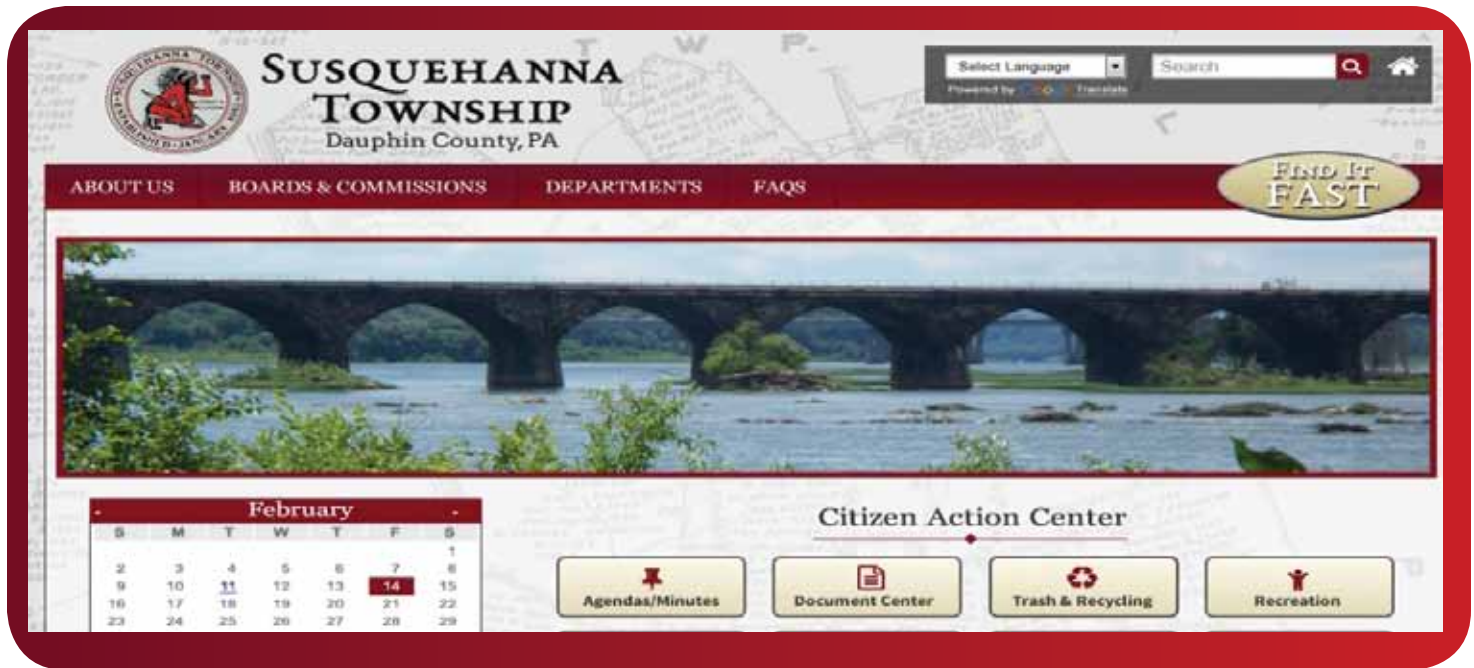 SUSQUEHANNA
TOWNSHIP
Dauphin County, PA
Select Language
Search
Powered by Google Translate
ABOUT US BOARDS & COMMISSIONS DEPARTMENTS FAQS
FIND IT
FAST
February
S M T W T F S
1
2 3 4 5 6 7 8
9 10 11 12 13 14 15
16 17 18 19 20 21 22
23 24 25 26 27 28 29
Citizen Action Center
Agendas/Minutes
Document Center
Trash & Recycling
Recreation